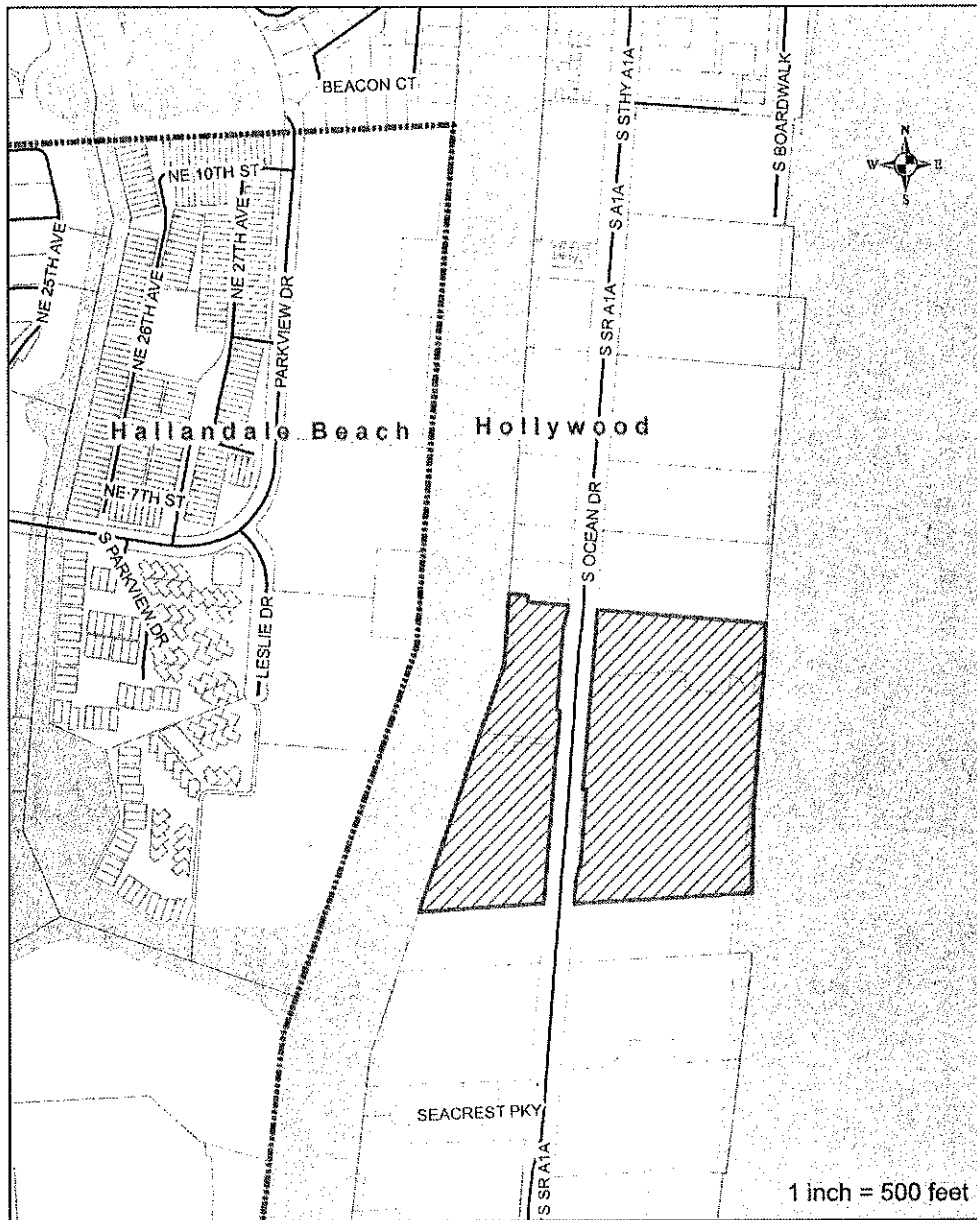 BEACON CT
S STHY A1A
S BOARDWALK
N
W E
S
NE 10TH ST
NE 25TH AVE
NE 26TH AVE
NE 27TH AVE
PARKVIEW DR
S A1A
S SR A1A
Hallandale Beach
Hollywood
NE 7TH ST
S OCEAN DR
S PARKVIEW DR
LESLIE DR
SEACREST PKY
S SR A1A
1 inch = 500 feet